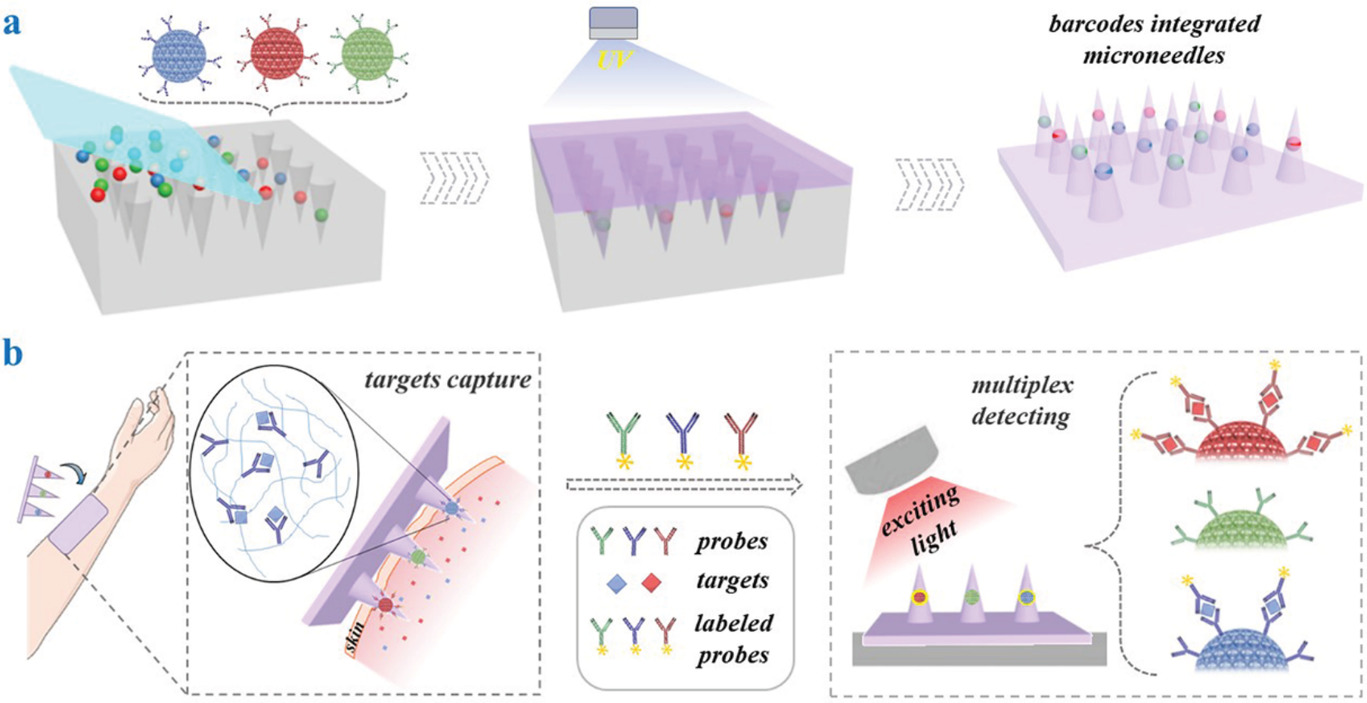 a
UV
barcodes integrated
microneedles
b
targets capture
skin
probes
targets
labeled
probes
multiplex
detecting
exciting
light